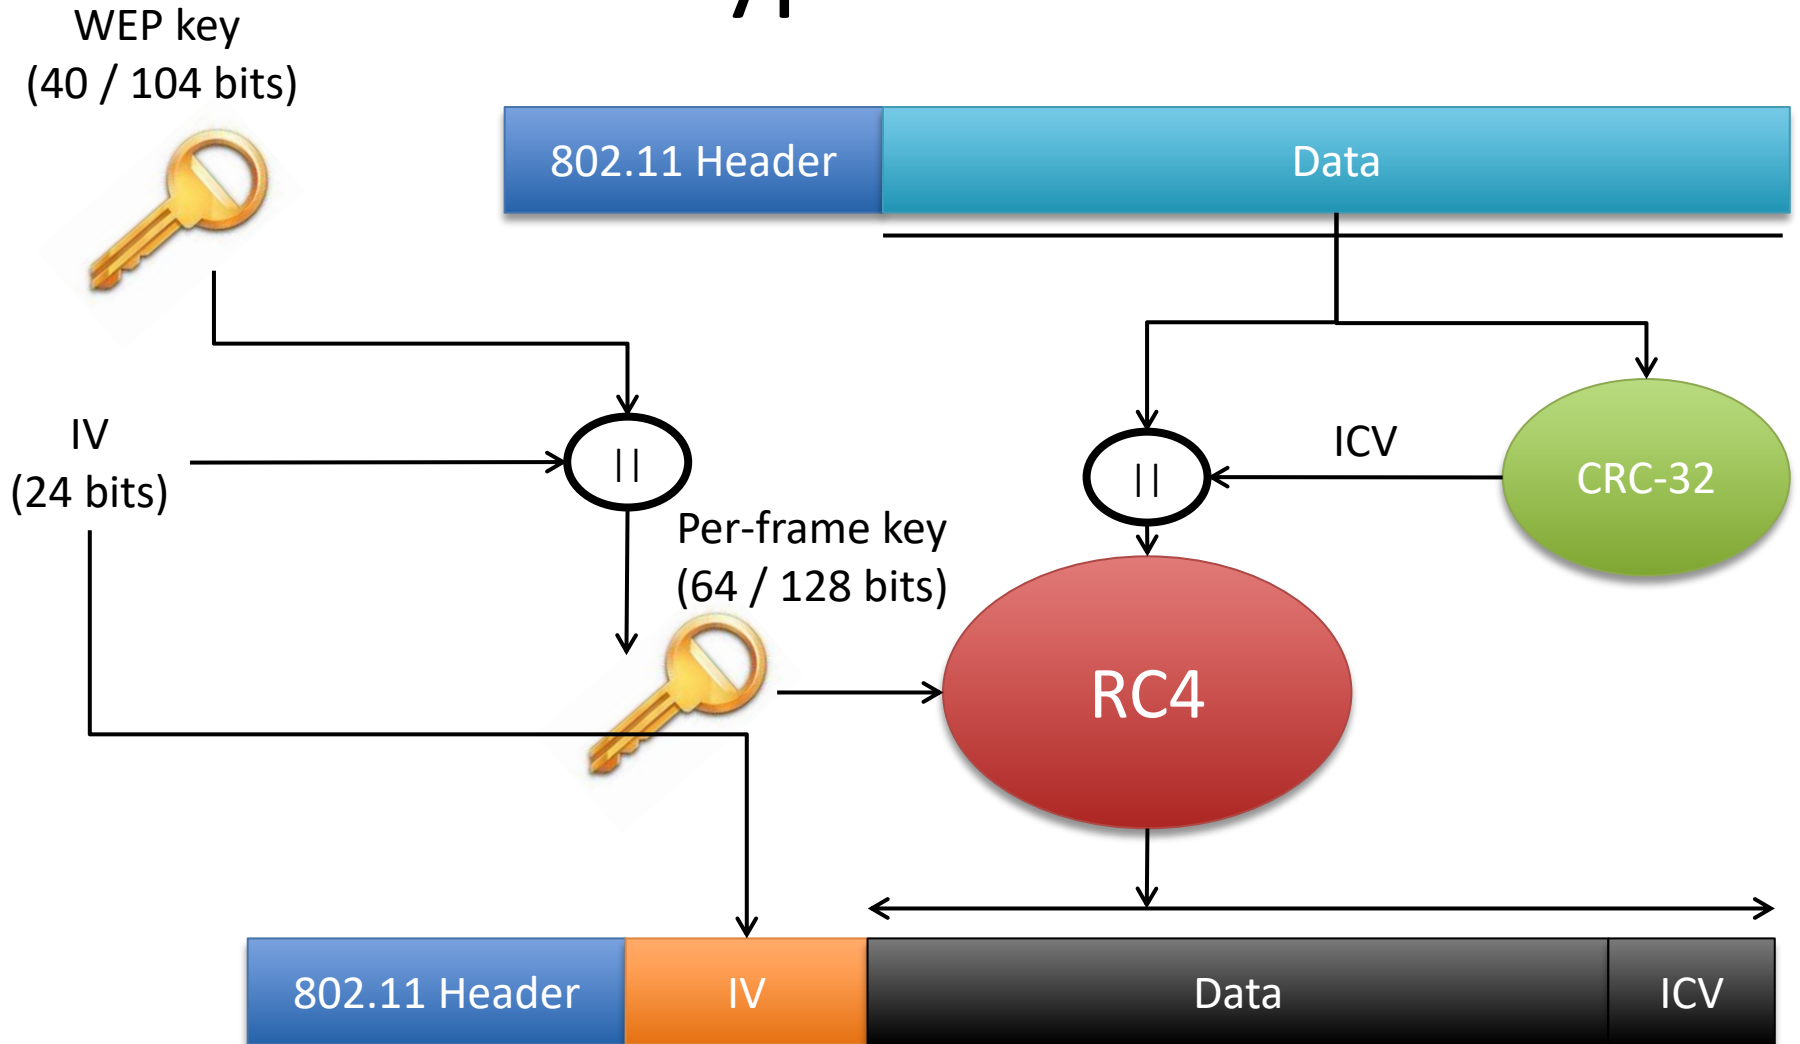 WEP key
(40 / 104 bits)
802.11 Header
Data
IV
(24 bits)
||
||
ICV
CRC-32
Per-frame key
(64 / 128 bits)
RC4
802.11 Header
IV
Data
ICV